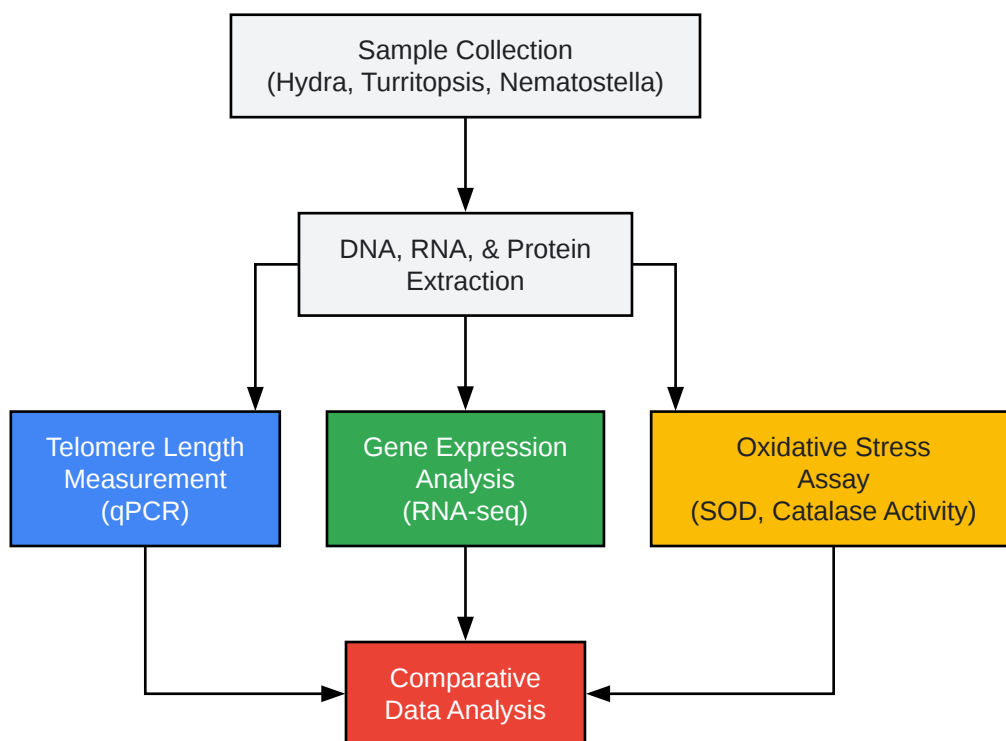 Sample Collection
(Hydra, Turritopsis, Nematostella)
DNA, RNA, & Protein
Extraction
Telomere Length
Measurement
(qPCR)
Gene Expression
Analysis
(RNA-seq)
Oxidative Stress
Assay
(SOD, Catalase Activity)
Comparative
Data Analysis